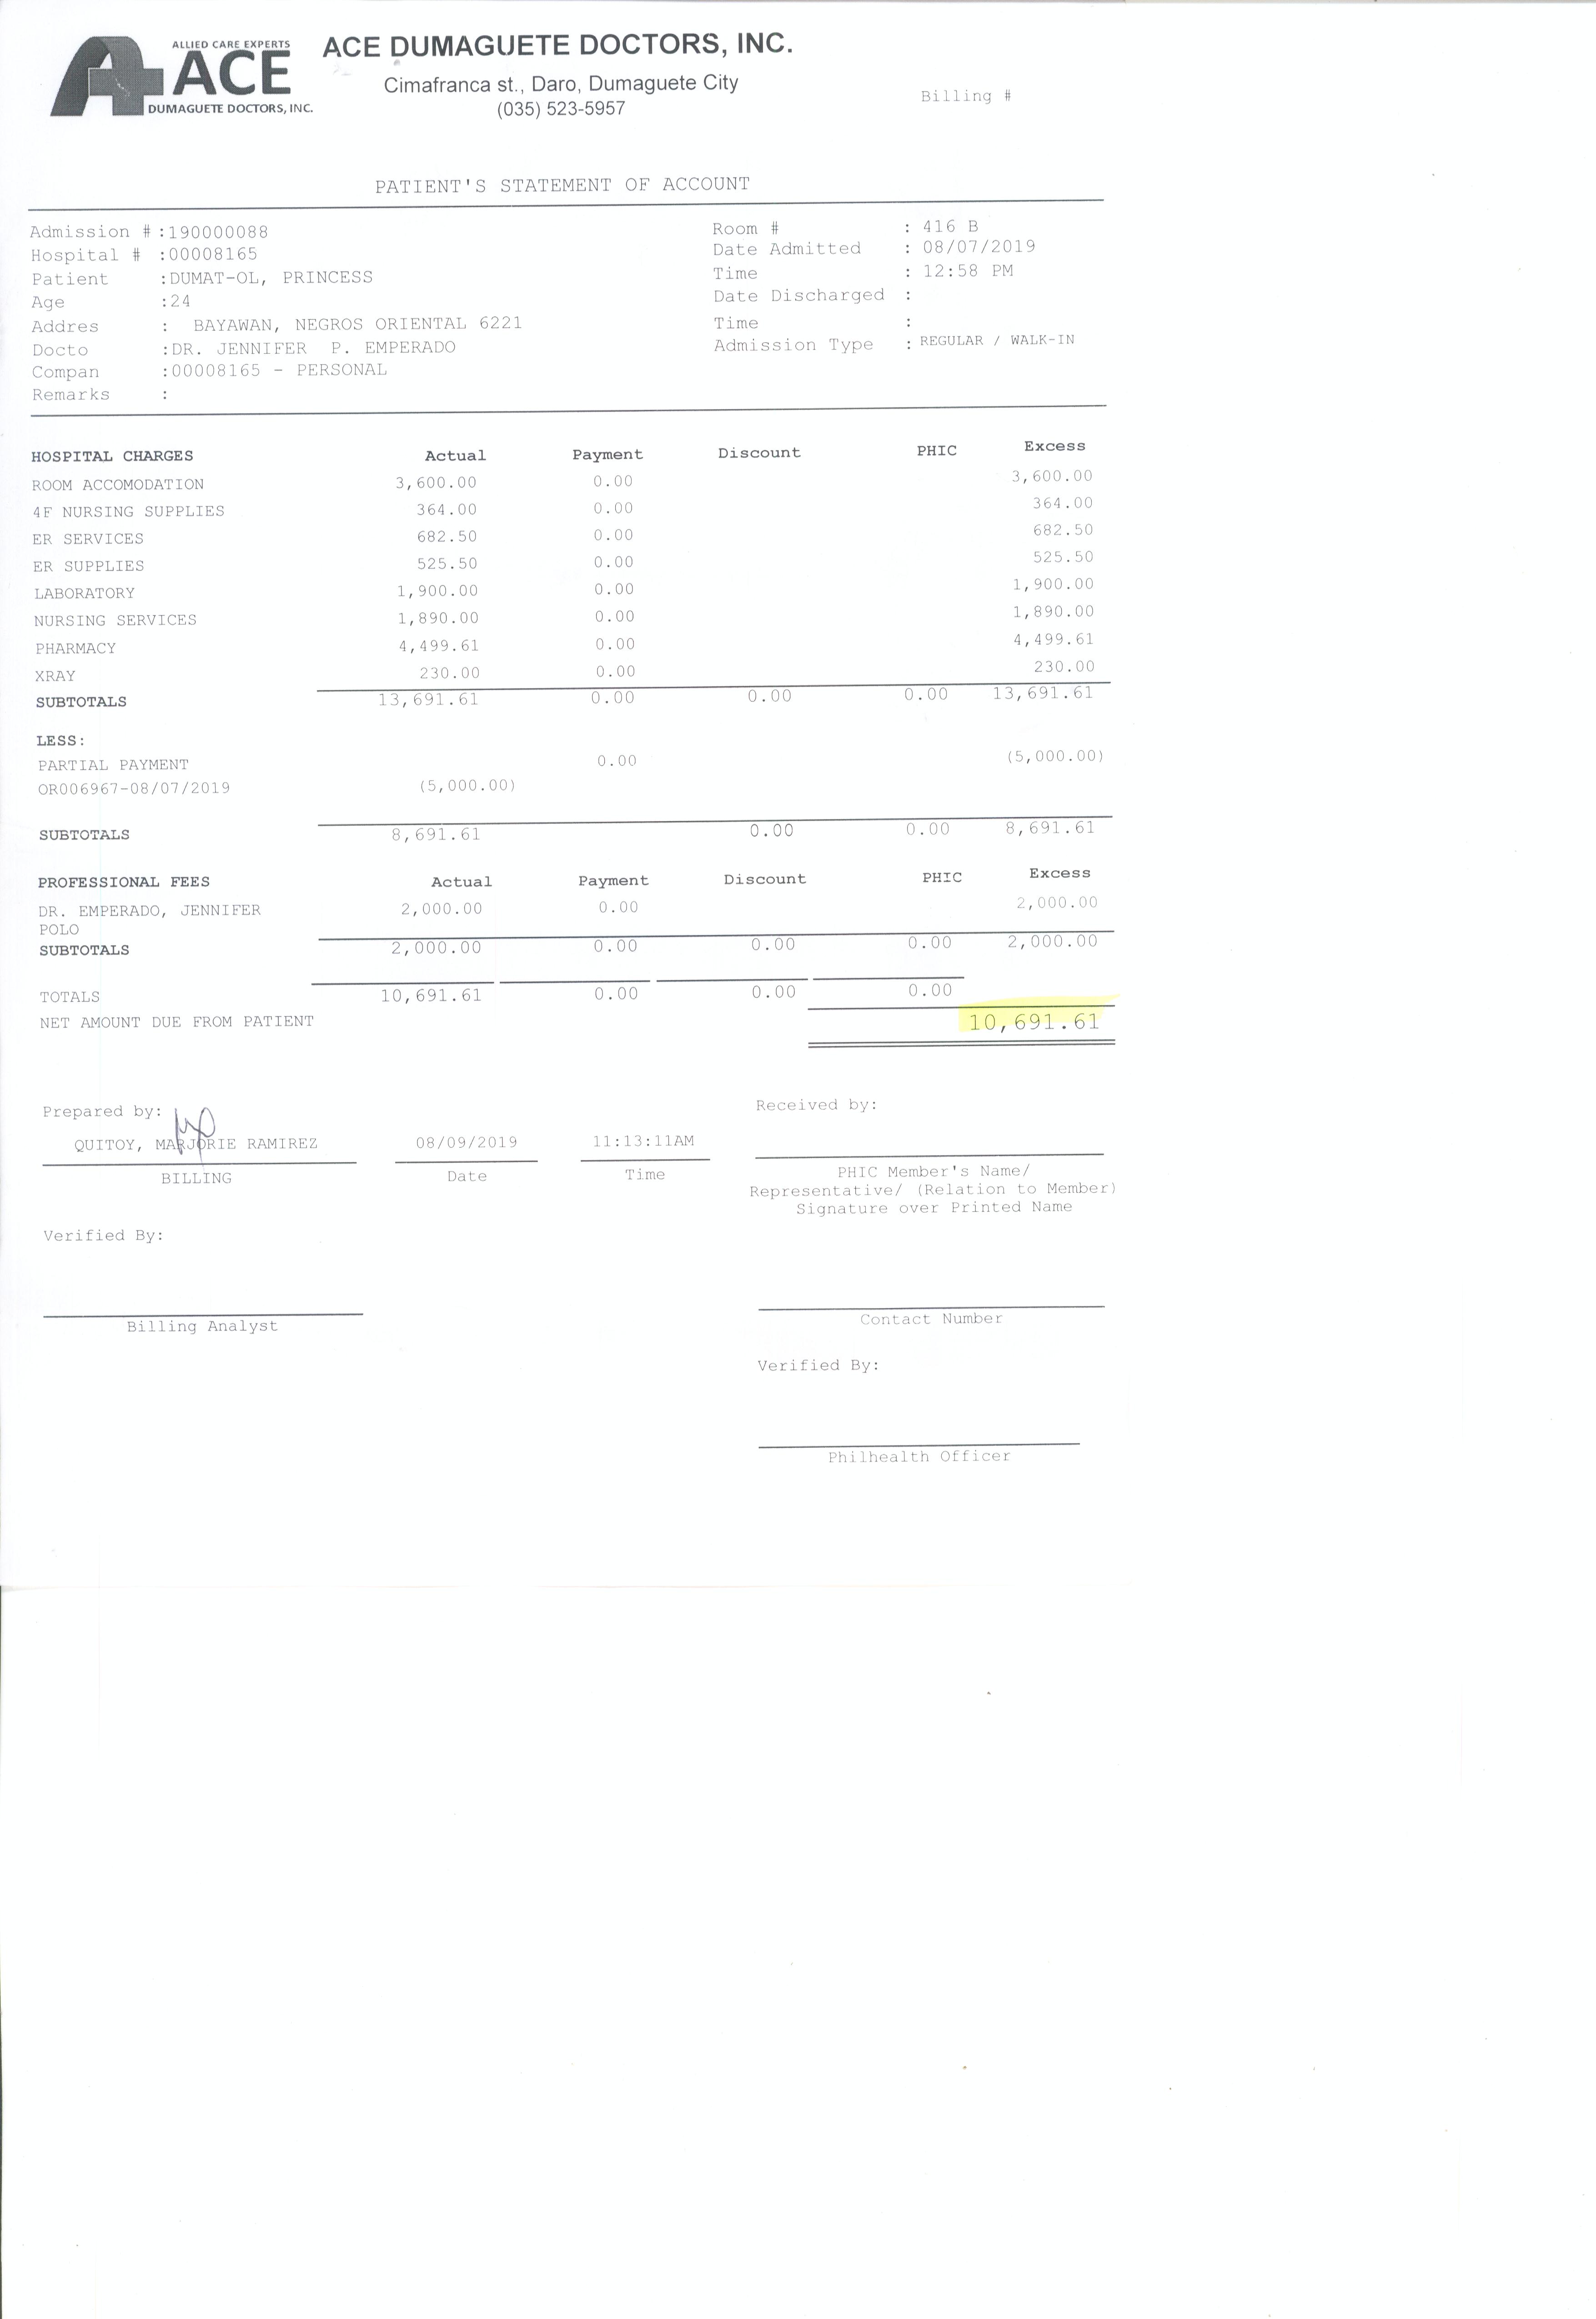 ALLIED CARE EXPERTS
ACE
DUMAGUETE DOCTORS, INC.
ACE DUMAGUETE DOCTORS, INC.
Cimafranca st., Daro, Dumaguete City
(035) 523-5957
Billing #
PATIENT'S STATEMENT OF ACCOUNT
Admission # :190000088 Room # : 416 B
Hospital # :00008165 Date Admitted : 08/07/2019
Patient :DUMAT-OL, PRINCESS Time : 12:58 PM
Age :24 Date Discharged :
Addres : BAYAWAN, NEGROS ORIENTAL 6221 Time :
Docto :DR. JENNIFER P. EMPERADO Admission Type : REGULAR / WALK-IN
Compan :00008165 - PERSONAL
Remarks :
HOSPITAL CHARGES Actual Payment Discount PHIC Excess
ROOM ACCOMODATION 3,600.00 0.00 3,600.00
4F NURSING SUPPLIES 364.00 0.00 364.00
ER SERVICES 682.50 0.00 682.50
ER SUPPLIES 525.50 0.00 525.50
LABORATORY 1,900.00 0.00 1,900.00
NURSING SERVICES 1,890.00 0.00 1,890.00
PHARMACY 4,499.61 0.00 4,499.61
XRAY 230.00 0.00 230.00
SUBTOTALS 13,691.61 0.00 0.00 0.00 13,691.61
LESS:
PARTIAL PAYMENT 0.00 (5,000.00)
OR006967-08/07/2019 (5,000.00)
SUBTOTALS 8,691.61 0.00 0.00 8,691.61
PROFESSIONAL FEES Actual Payment Discount PHIC Excess
DR. EMPERADO, JENNIFER 2,000.00 0.00 2,000.00
POLO
SUBTOTALS 2,000.00 0.00 0.00 0.00 2,000.00
TOTALS 10,691.61 0.00 0.00 0.00
NET AMOUNT DUE FROM PATIENT 10,691.61
Prepared by: Received by:
QUITOY, MARJORIE RAMIREZ 08/09/2019 11:13:11AM
BILLING Date Time PHIC Member's Name/
Representative/ (Relation to Member)
Signature over Printed Name
Verified By:
Billing Analyst Contact Number
Verified By:
Philhealth Officer